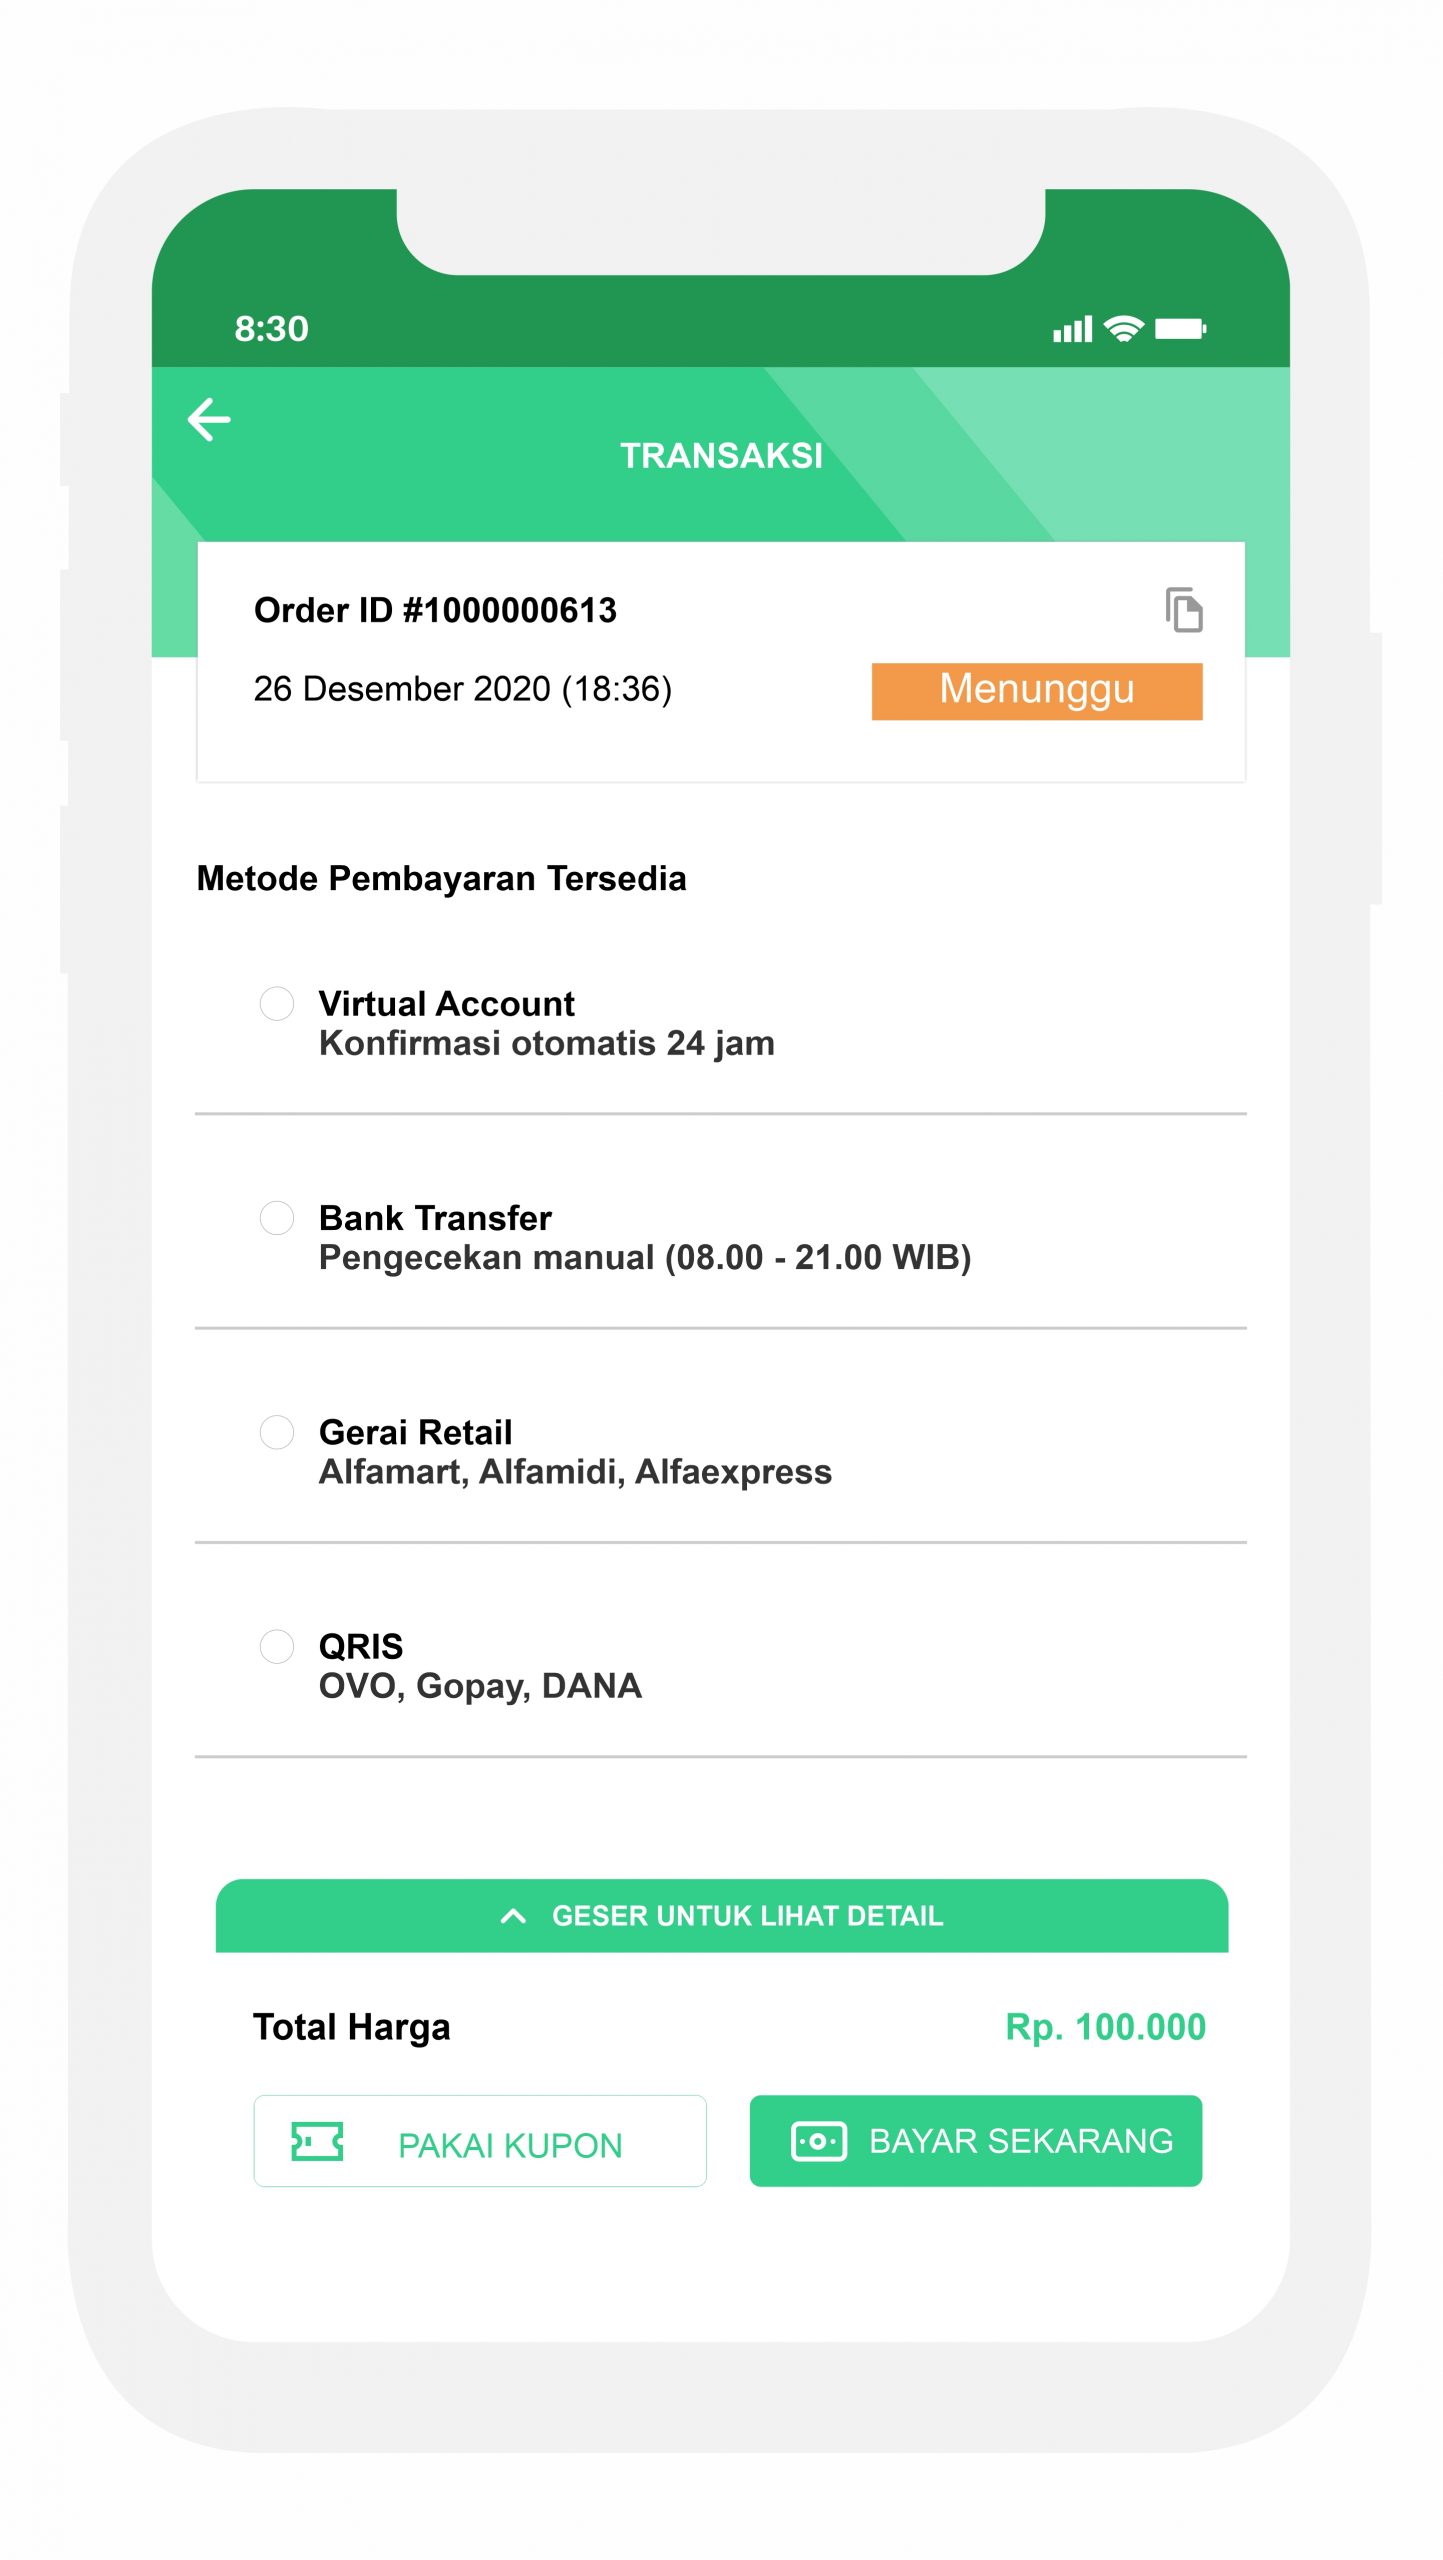 8:30
TRANSAKSI
Order ID #1000000613
26 Desember 2020 (18:36)
Menunggu
Metode Pembayaran Tersedia
Virtual Account
Konfirmasi otomatis 24 jam
Bank Transfer
Pengecekan manual (08.00 - 21.00 WIB)
Gerai Retail
Alfamart, Alfamidi, Alfaexpress
QRIS
OVO, Gopay, DANA
GESER UNTUK LIHAT DETAIL
Total Harga
Rp. 100.000
PAKAI KUPON
BAYAR SEKARANG